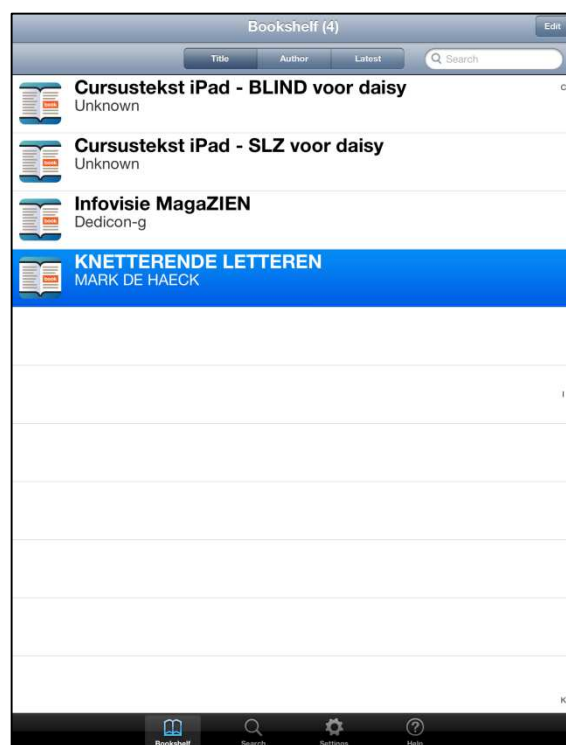 Bookshelf (4)
Edit
Title Author Latest Search
Cursustekst iPad - BLIND voor daisy
Unknown
C
Cursustekst iPad - SLZ voor daisy
Unknown
Infovisie MagaZIEN
Dedicon-g
KNETTERENDE LETTEREN
MARK DE HAECK
I
K
Bookshelf Search Settings Help